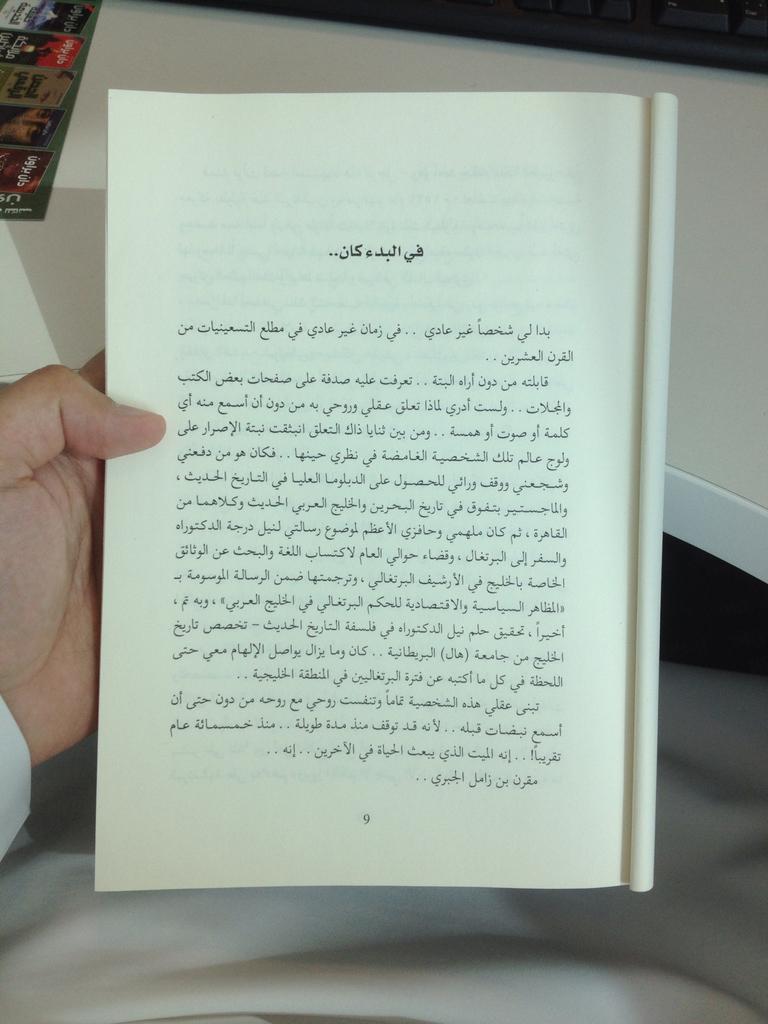 في البدء كان..
بدا لي شخصاً غير عادي .. في زمان غير عادي في مطلع التسعينيات من
القرن العشرين ..
قابلته من دون أراه البتة .. تعرفت عليه صدفة على صفحات بعض الكتب
والمجلات .. ولست أدري لماذا تعلق عقلي وروحي به من دون أن أسمع منه أي
كلمة أو صوت أو همسة .. ومن بين ثنايا ذاك التعلق انبثقت نبتة الإصرار على
ولوج عالم تلك الشخصية الغامضة في نظري حينها .. فكان هو من دفعني
وشجعني ووقف ورائي للحصول على الدبلوما العليا في التاريخ الحديث ،
والماجستير بتفوق في تاريخ البحرين والخليج العربي الحديث وكلاهما من
القاهرة ، ثم كان ملهمي وحافزي الأعظم لموضوع رسالتي لنيل درجة الدكتوراه
والسفر إلى البرتغال ، وقضاء حوالي العام لاكتساب اللغة والبحث عن الوثائق
الخاصة بالخليج في الأرشيف البرتغالي ، وترجمتها ضمن الرسالة الموسومة بـ
«المظاهر السياسية والاقتصادية للحكم البرتغالي في الخليج العربي» ، وبه تم ،
أخيراً ، تحقيق حلم نيل الدكتوراه في فلسفة التاريخ الحديث – تخصص تاريخ
الخليج من جامعة (هال) البريطانية .. كان وما يزال يواصل الإلهام معي حتى
اللحظة في كل ما أكتبه عن فترة البرتغاليين في المنطقة الخليجية ..
تبنى عقلي هذه الشخصية تماماً وتنفست روحي مع روحه من دون حتى أن
أسمع نبضات قبله .. لأنه قد توقف منذ مدة طويلة .. منذ خمسمائة عام
تقريباً! .. إنه الميت الذي يبعث الحياة في الآخرين .. إنه ..
مقرن بن زامل الجبري ..
9
دان براون
دان براون